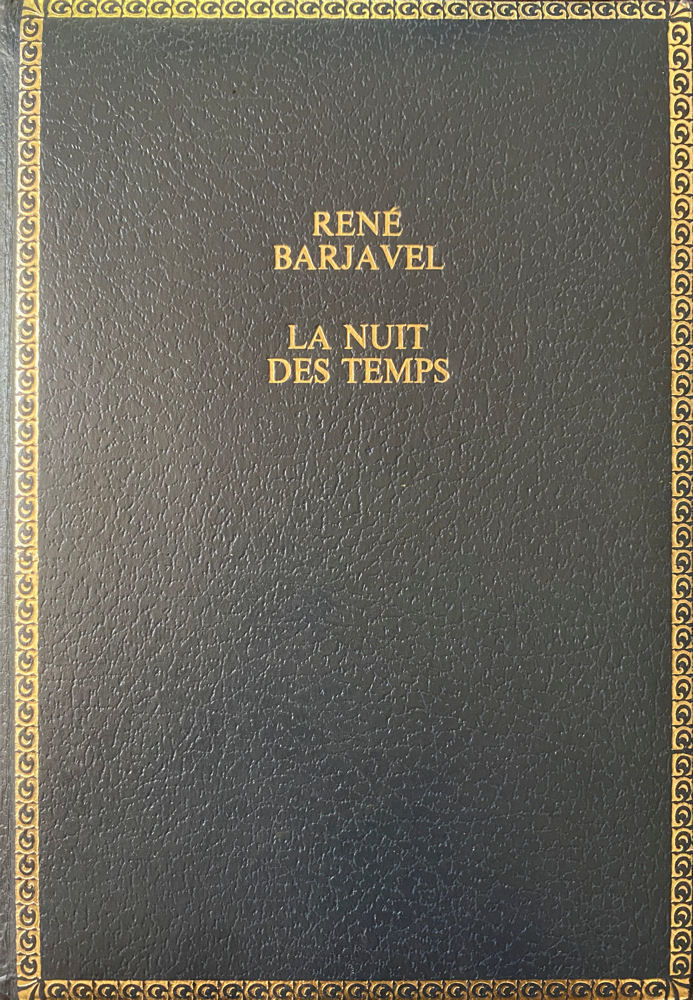 RENÉ
BARJAVEL
LA NUIT
DES TEMPS